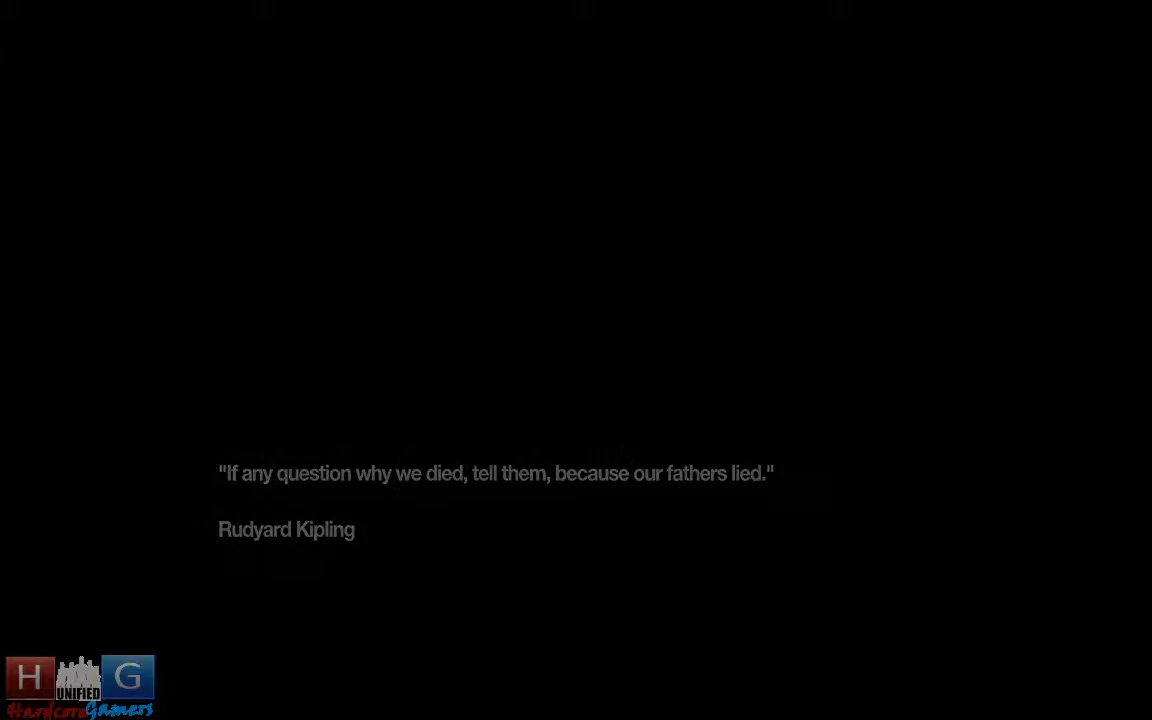 "If any question why we died, tell them, because our fathers lied."
Rudyard Kipling
H G
UNIFIED
HardcoreGamers